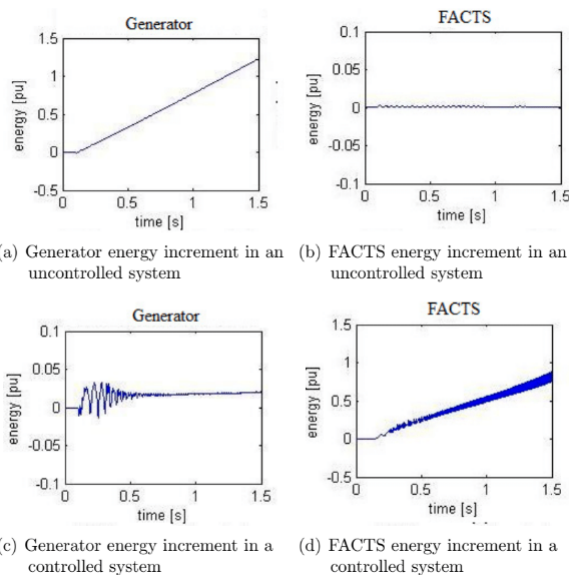 Generator
1.5
1
0.5
0
-0.5
energy [pu]
0 0.5 1 1.5
time [s]
(a) Generator energy increment in an
uncontrolled system
FACTS
0.1
0.05
0
-0.05
-0.1
energy [pu]
0 0.5 1 1.5
time [s]
(b) FACTS energy increment in an
uncontrolled system
Generator
0.1
0.05
0
-0.05
-0.1
energy [pu]
0 0.5 1 1.5
time [s]
(c) Generator energy increment in a
controlled system
FACTS
1.5
1
0.5
0
-0.5
energy [pu]
0 0.5 1 1.5
time [s]
(d) FACTS energy increment in a
controlled system